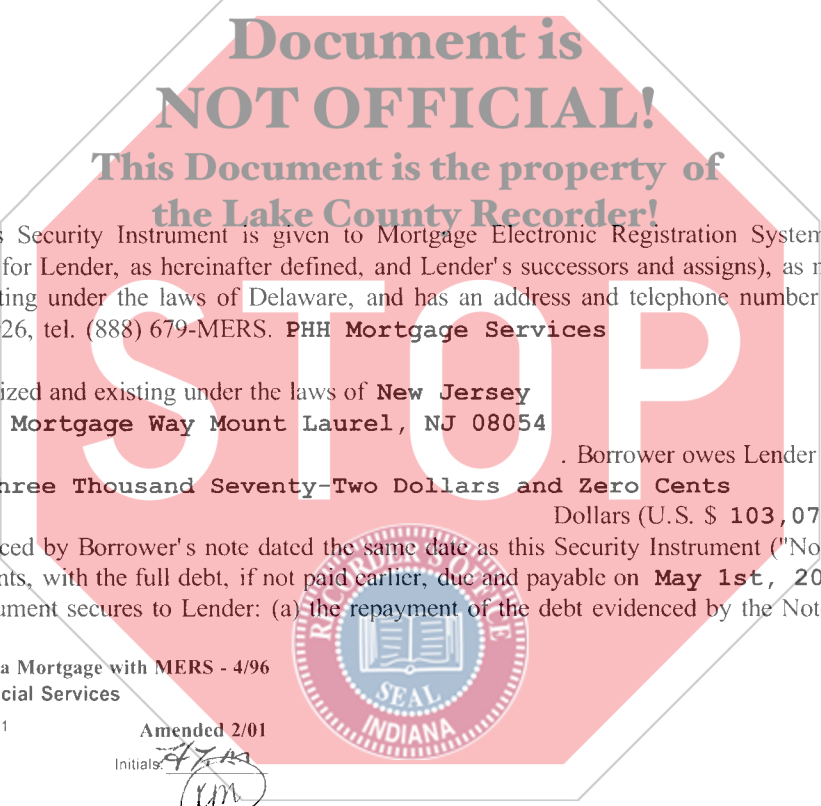 Document is
NOT OFFICIAL!
This Document is the property of
the Lake County Recorder!
s Security Instrument is given to Mortgage Electronic Registration System
for Lender, as hereinafter defined, and Lender's successors and assigns), as
ting under the laws of Delaware, and has an address and telephone number
26, tel. (888) 679-MERS. PHH Mortgage Services
ized and existing under the laws of New Jersey
Mortgage Way Mount Laurel, NJ 08054
. Borrower owes Lender
hree Thousand Seventy-Two Dollars and Zero Cents
Dollars (U.S. $ 103,07
STOP
ced by Borrower's note dated the same date as this Security Instrument ("No
nts, with the full debt, if not paid earlier, due and payable on May 1st, 20
ument secures to Lender: (a) the repayment of the debt evidenced by the Not
RECORDER'S OFFICE
SEAL
INDIANA
a Mortgage with MERS - 4/96
cial Services
1
Amended 2/01
Initials: